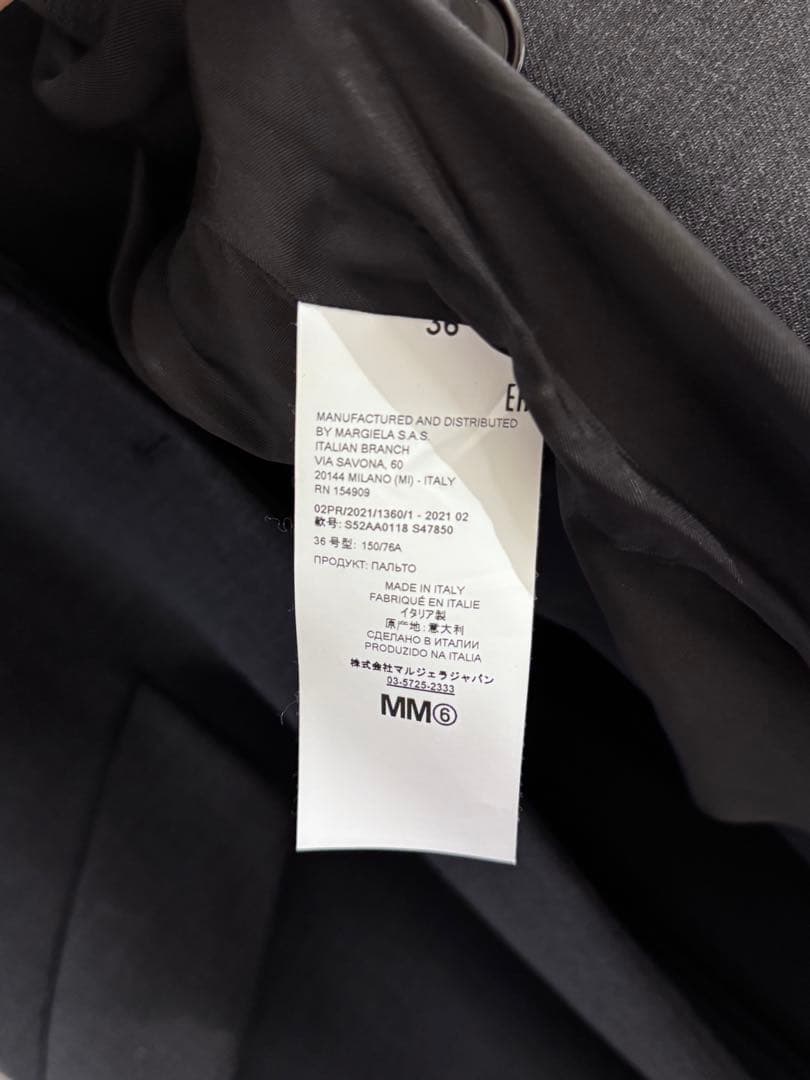 36
MANUFACTURED AND DISTRIBUTED
BY MARGIELA S.A.S.
ITALIAN BRANCH
VIA SAVONA, 60
20144 MILANO (MI) - ITALY
RN 154909
02PR/2021/1360/1 - 2021 02
款号: S52AA0118 S47850
36 号型: 150/76A
ПРОДУКТ: ПАЛЬТО
MADE IN ITALY
FABRIQUÉ EN ITALIE
イタリア製
原产地:意大利
СДЕЛАНО В ИТАЛИИ
PRODUZIDO NA ITALIA
株式会社マルジェラジャパン
03-5725-2333
MM⑥